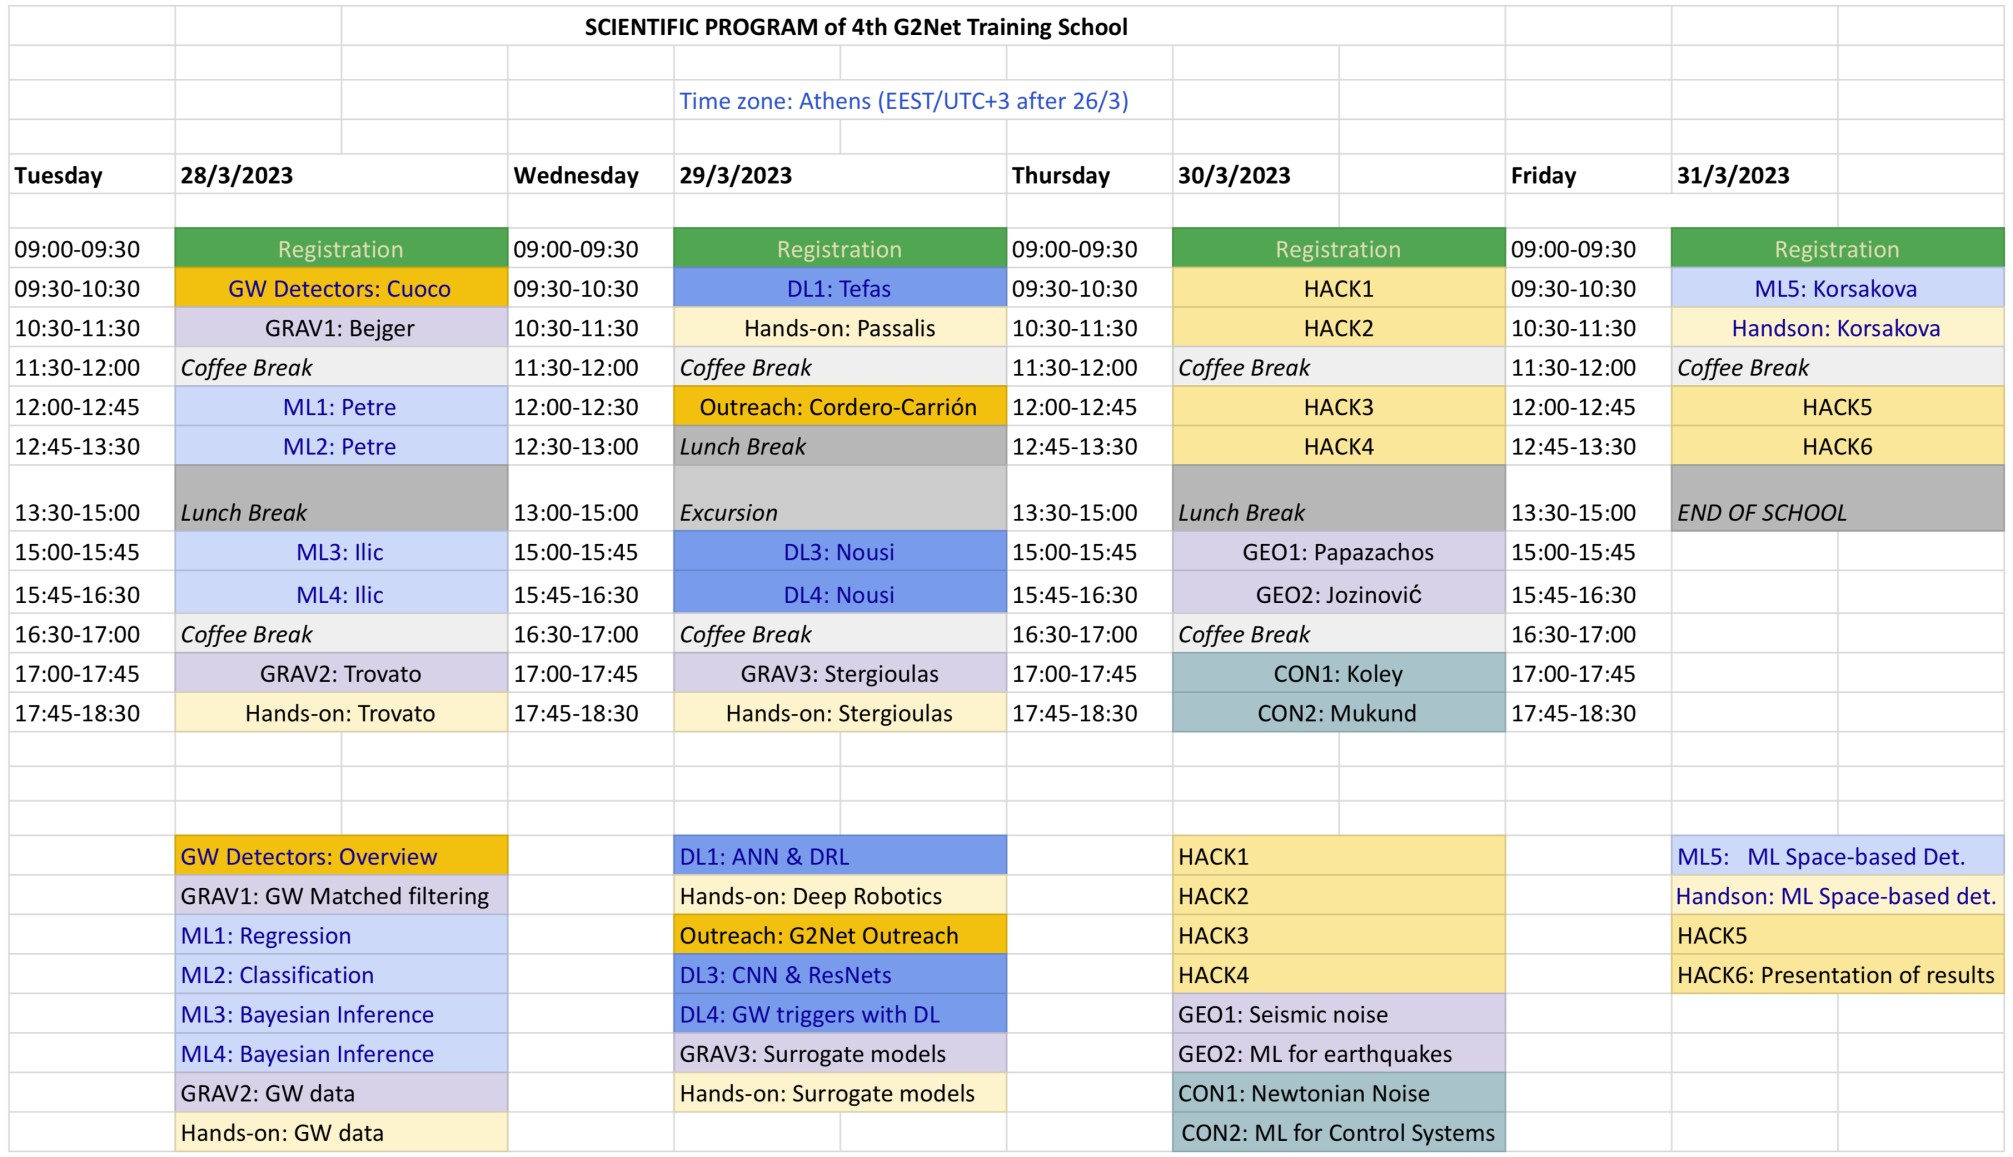 SCIENTIFIC PROGRAM of 4th G2Net Training School
Time zone: Athens (EEST/UTC+3 after 26/3)
Tuesday 28/3/2023 Wednesday 29/3/2023 Thursday 30/3/2023 Friday 31/3/2023
09:00-09:30 Registration 09:00-09:30 Registration 09:00-09:30 Registration 09:00-09:30 Registration
09:30-10:30 GW Detectors: Cuoco 09:30-10:30 DL1: Tefas 09:30-10:30 HACK1 09:30-10:30 ML5: Korsakova
10:30-11:30 GRAV1: Bejger 10:30-11:30 Hands-on: Passalis 10:30-11:30 HACK2 10:30-11:30 Handson: Korsakova
11:30-12:00 Coffee Break 11:30-12:00 Coffee Break 11:30-12:00 Coffee Break 11:30-12:00 Coffee Break
12:00-12:45 ML1: Petre 12:00-12:30 Outreach: Cordero-Carrión 12:00-12:45 HACK3 12:00-12:45 HACK5
12:45-13:30 ML2: Petre 12:30-13:00 Lunch Break 12:45-13:30 HACK4 12:45-13:30 HACK6
13:30-15:00 Lunch Break 13:00-15:00 Excursion 13:30-15:00 Lunch Break 13:30-15:00 END OF SCHOOL
15:00-15:45 ML3: Ilic 15:00-15:45 DL3: Nousi 15:00-15:45 GEO1: Papazachos 15:00-15:45
15:45-16:30 ML4: Ilic 15:45-16:30 DL4: Nousi 15:45-16:30 GEO2: Jozinović 15:45-16:30
16:30-17:00 Coffee Break 16:30-17:00 Coffee Break 16:30-17:00 Coffee Break 16:30-17:00
17:00-17:45 GRAV2: Trovato 17:00-17:45 GRAV3: Stergioulas 17:00-17:45 CON1: Koley 17:00-17:45
17:45-18:30 Hands-on: Trovato 17:45-18:30 Hands-on: Stergioulas 17:45-18:30 CON2: Mukund 17:45-18:30
GW Detectors: Overview DL1: ANN & DRL HACK1 ML5: ML Space-based Det.
GRAV1: GW Matched filtering Hands-on: Deep Robotics HACK2 Handson: ML Space-based det.
ML1: Regression Outreach: G2Net Outreach HACK3 HACK5
ML2: Classification DL3: CNN & ResNets HACK4 HACK6: Presentation of results
ML3: Bayesian Inference DL4: GW triggers with DL GEO1: Seismic noise
ML4: Bayesian Inference GRAV3: Surrogate models GEO2: ML for earthquakes
GRAV2: GW data Hands-on: Surrogate models CON1: Newtonian Noise
Hands-on: GW data CON2: ML for Control Systems